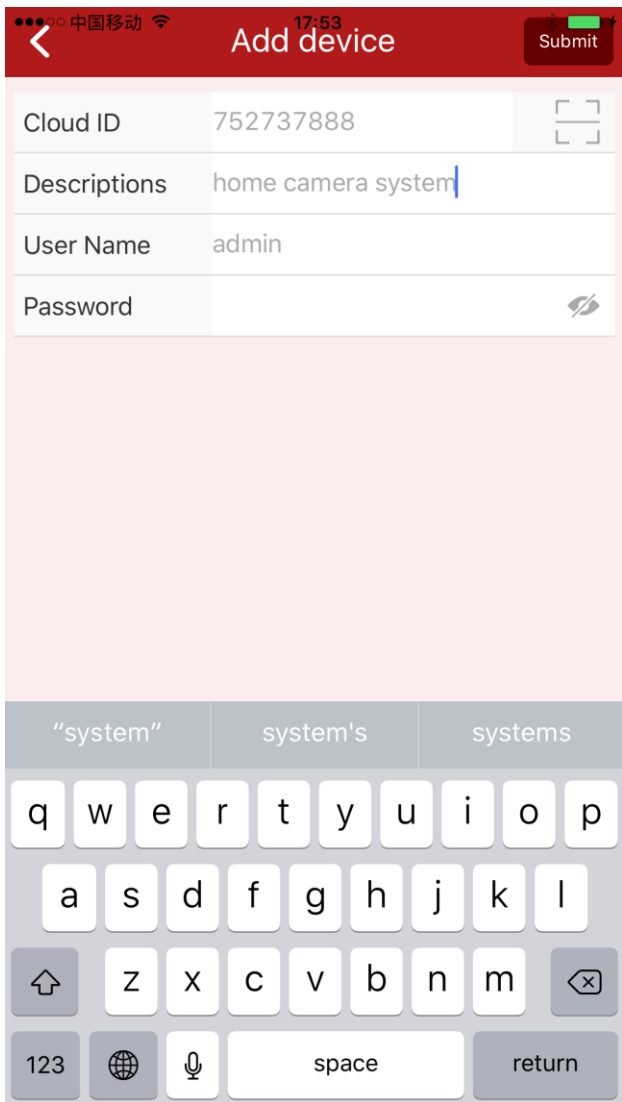 中国移动 17:53
Add device
Submit
Cloud ID 752737888
Descriptions home camera system
User Name admin
Password
“system” system's systems
q w e r t y u i o p
a s d f g h j k l
z x c v b n m
123 space return